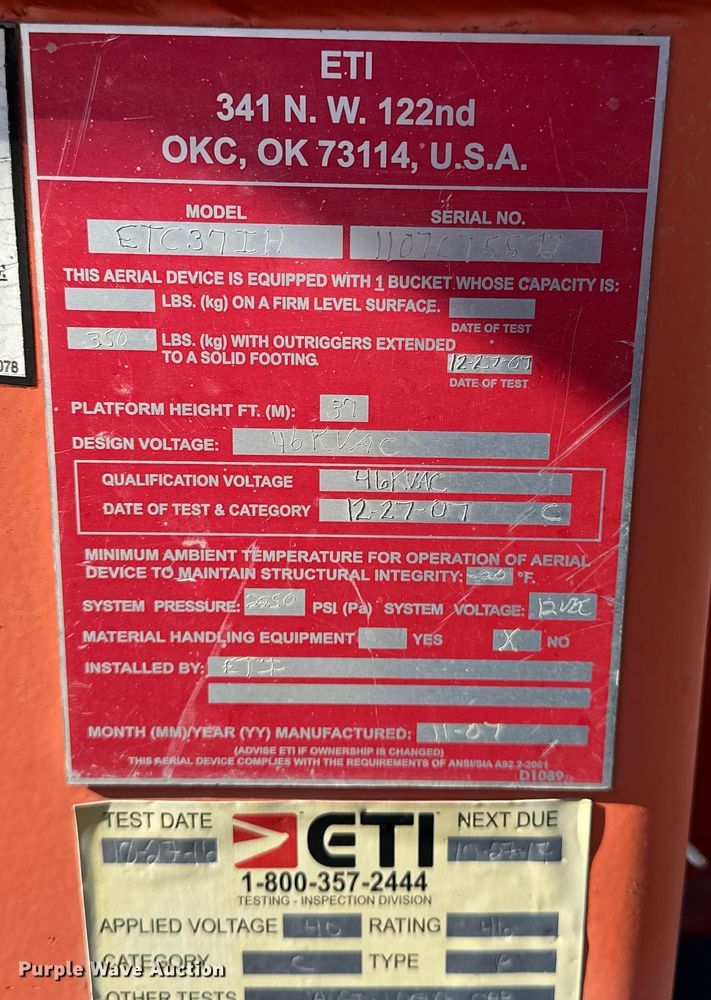 ETI
341 N. W. 122nd
OKC, OK 73114, U.S.A.
MODEL SERIAL NO.
ETC37IH
THIS AERIAL DEVICE IS EQUIPPED WITH 1 BUCKET WHOSE CAPACITY IS:
LBS. (kg) ON A FIRM LEVEL SURFACE.
DATE OF TEST
350 LBS. (kg) WITH OUTRIGGERS EXTENDED
TO A SOLID FOOTING. 12-27-07
DATE OF TEST
078
PLATFORM HEIGHT FT. (M): 37
DESIGN VOLTAGE: 46KVAC
QUALIFICATION VOLTAGE 46KVAC
DATE OF TEST & CATEGORY 12-27-07 C
MINIMUM AMBIENT TEMPERATURE FOR OPERATION OF AERIAL
DEVICE TO MAINTAIN STRUCTURAL INTEGRITY: -20 °F.
SYSTEM PRESSURE: 2250 PSI (Pa) SYSTEM VOLTAGE: 12VDC
MATERIAL HANDLING EQUIPMENT YES X NO
INSTALLED BY: ETI
MONTH (MM)/YEAR (YY) MANUFACTURED: 11-07
(ADVISE ETI IF OWNERSHIP IS CHANGED)
THIS AERIAL DEVICE COMPLIES WITH THE REQUIREMENTS OF ANSI/SIA A92.2-2001
D1089
TEST DATE ETI NEXT DUE
1-800-357-2444
TESTING - INSPECTION DIVISION
APPLIED VOLTAGE 40 RATING 46
CATEGORY C TYPE
OTHER TESTS
Purple Wave Auction